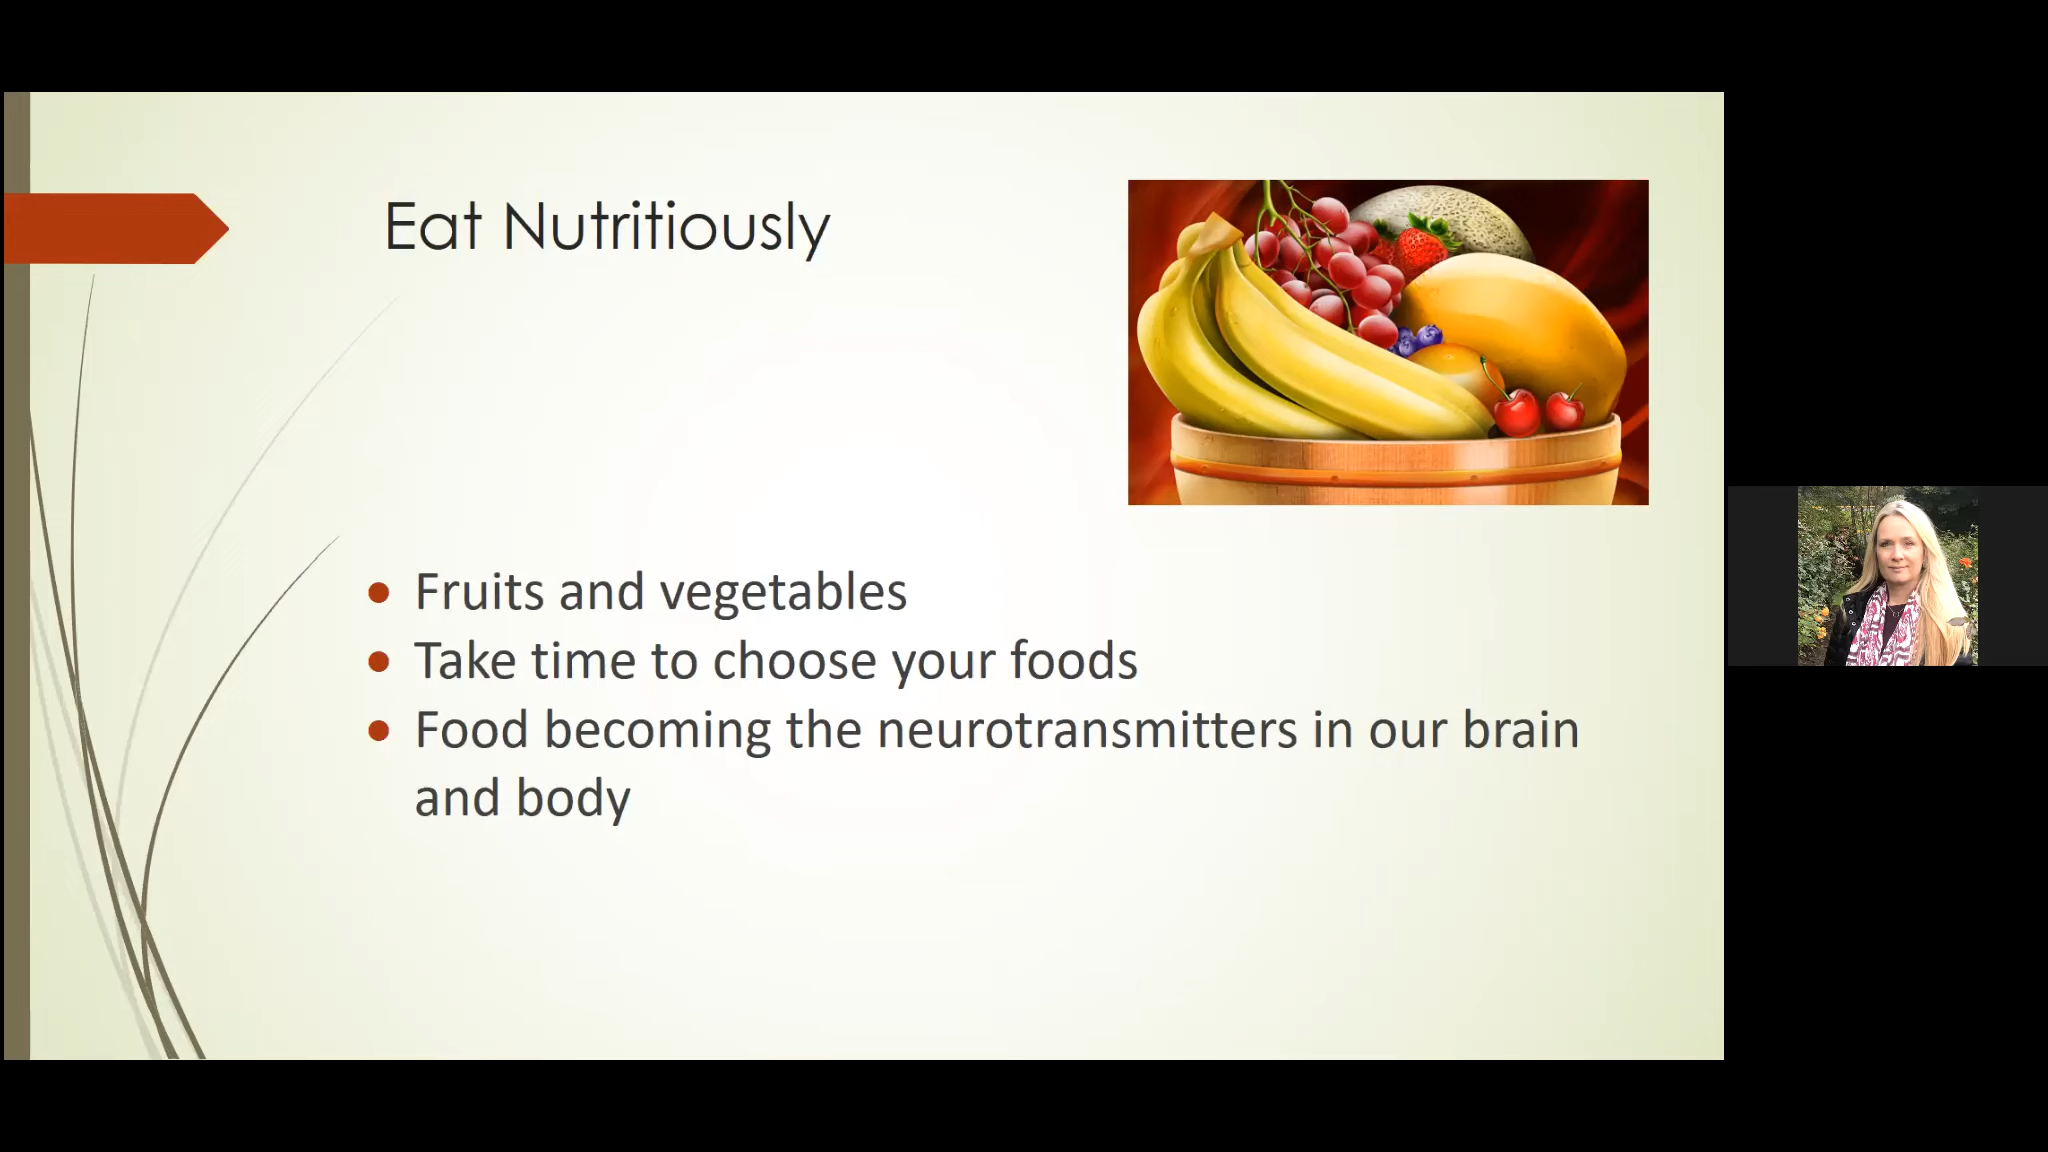 Eat Nutritiously
Fruits and vegetables
Take time to choose your foods
Food becoming the neurotransmitters in our brain
and body